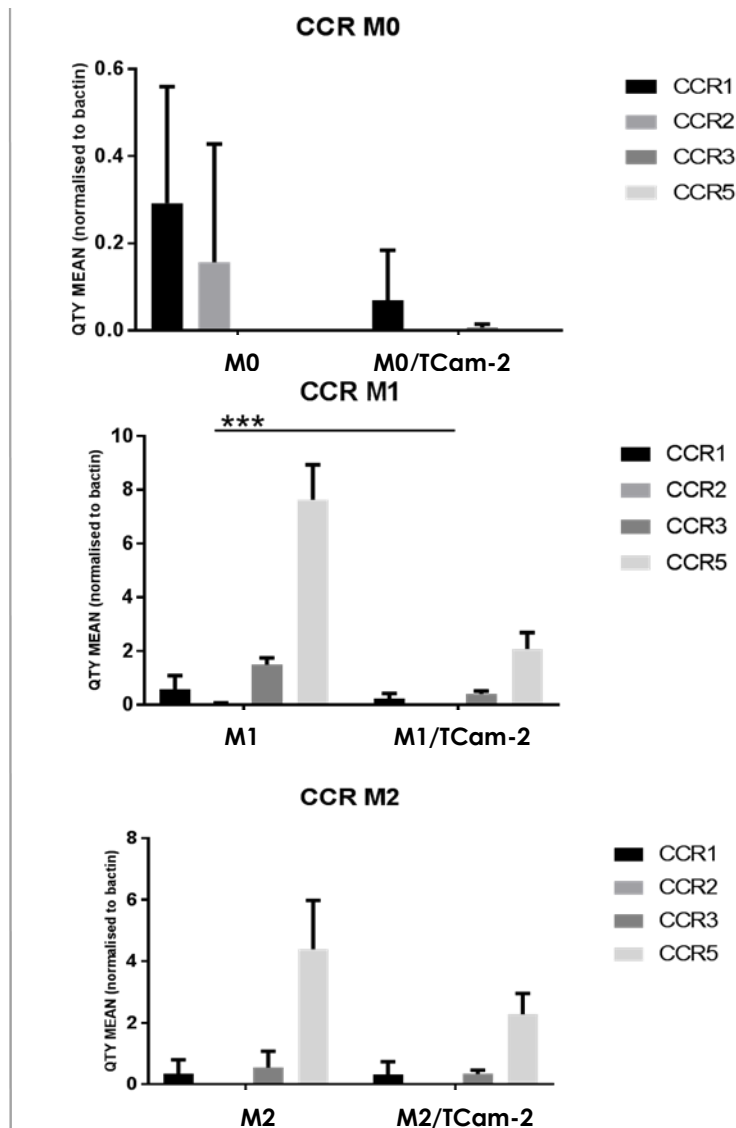 CCR M0
QTY MEAN (normalised to bactin)
0.6
0.4
0.2
0.0
M0
M0/TCam-2
CCR1
CCR2
CCR3
CCR5
CCR M1
***
QTY MEAN (normalised to bactin)
10
8
6
4
2
0
M1
M1/TCam-2
CCR1
CCR2
CCR3
CCR5
CCR M2
QTY MEAN (normalised to bactin)
8
6
4
2
0
M2
M2/TCam-2
CCR1
CCR2
CCR3
CCR5